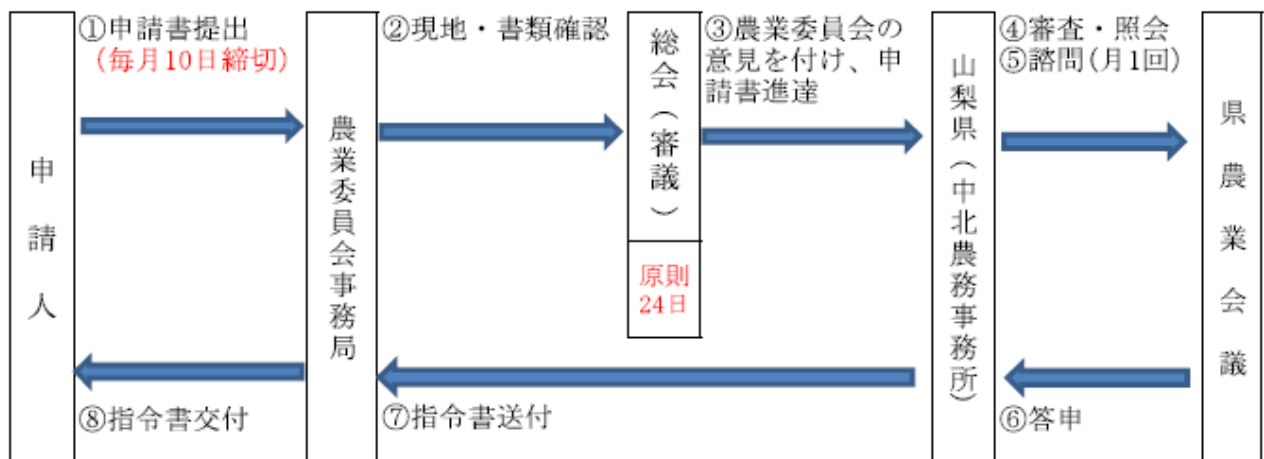 申請人
①申請書提出
（毎月10日締切）
農業委員会事務局
②現地・書類確認
総会（審議）
原則
24日
③農業委員会の
意見を付け、申
請書進達
山梨県（中北農務事務所）
④審査・照会
⑤諮問(月1回)
県農業会議
⑥答申
⑦指令書送付
⑧指令書交付